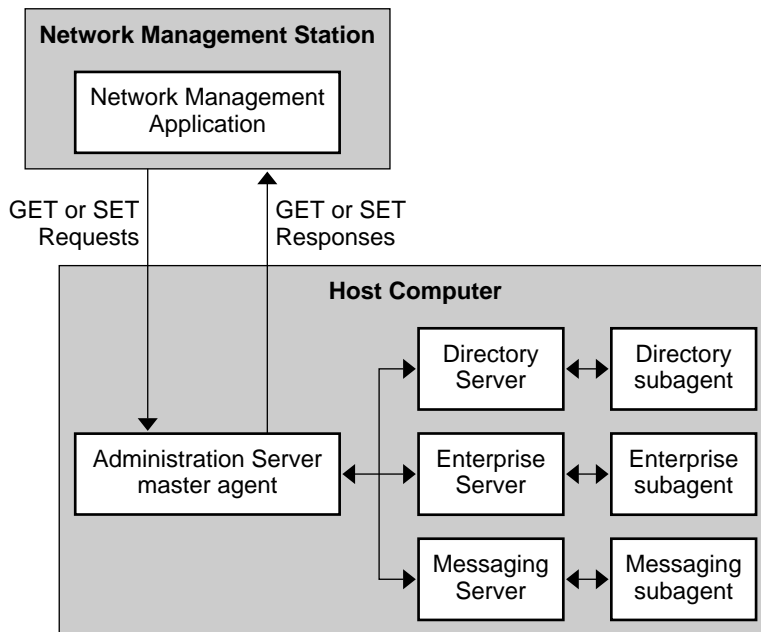 Network Management Station
Network Management
Application
GET or SET
Requests
GET or SET
Responses
Host Computer
Directory
Server
Directory
subagent
Administration Server
master agent
Enterprise
Server
Enterprise
subagent
Messaging
Server
Messaging
subagent